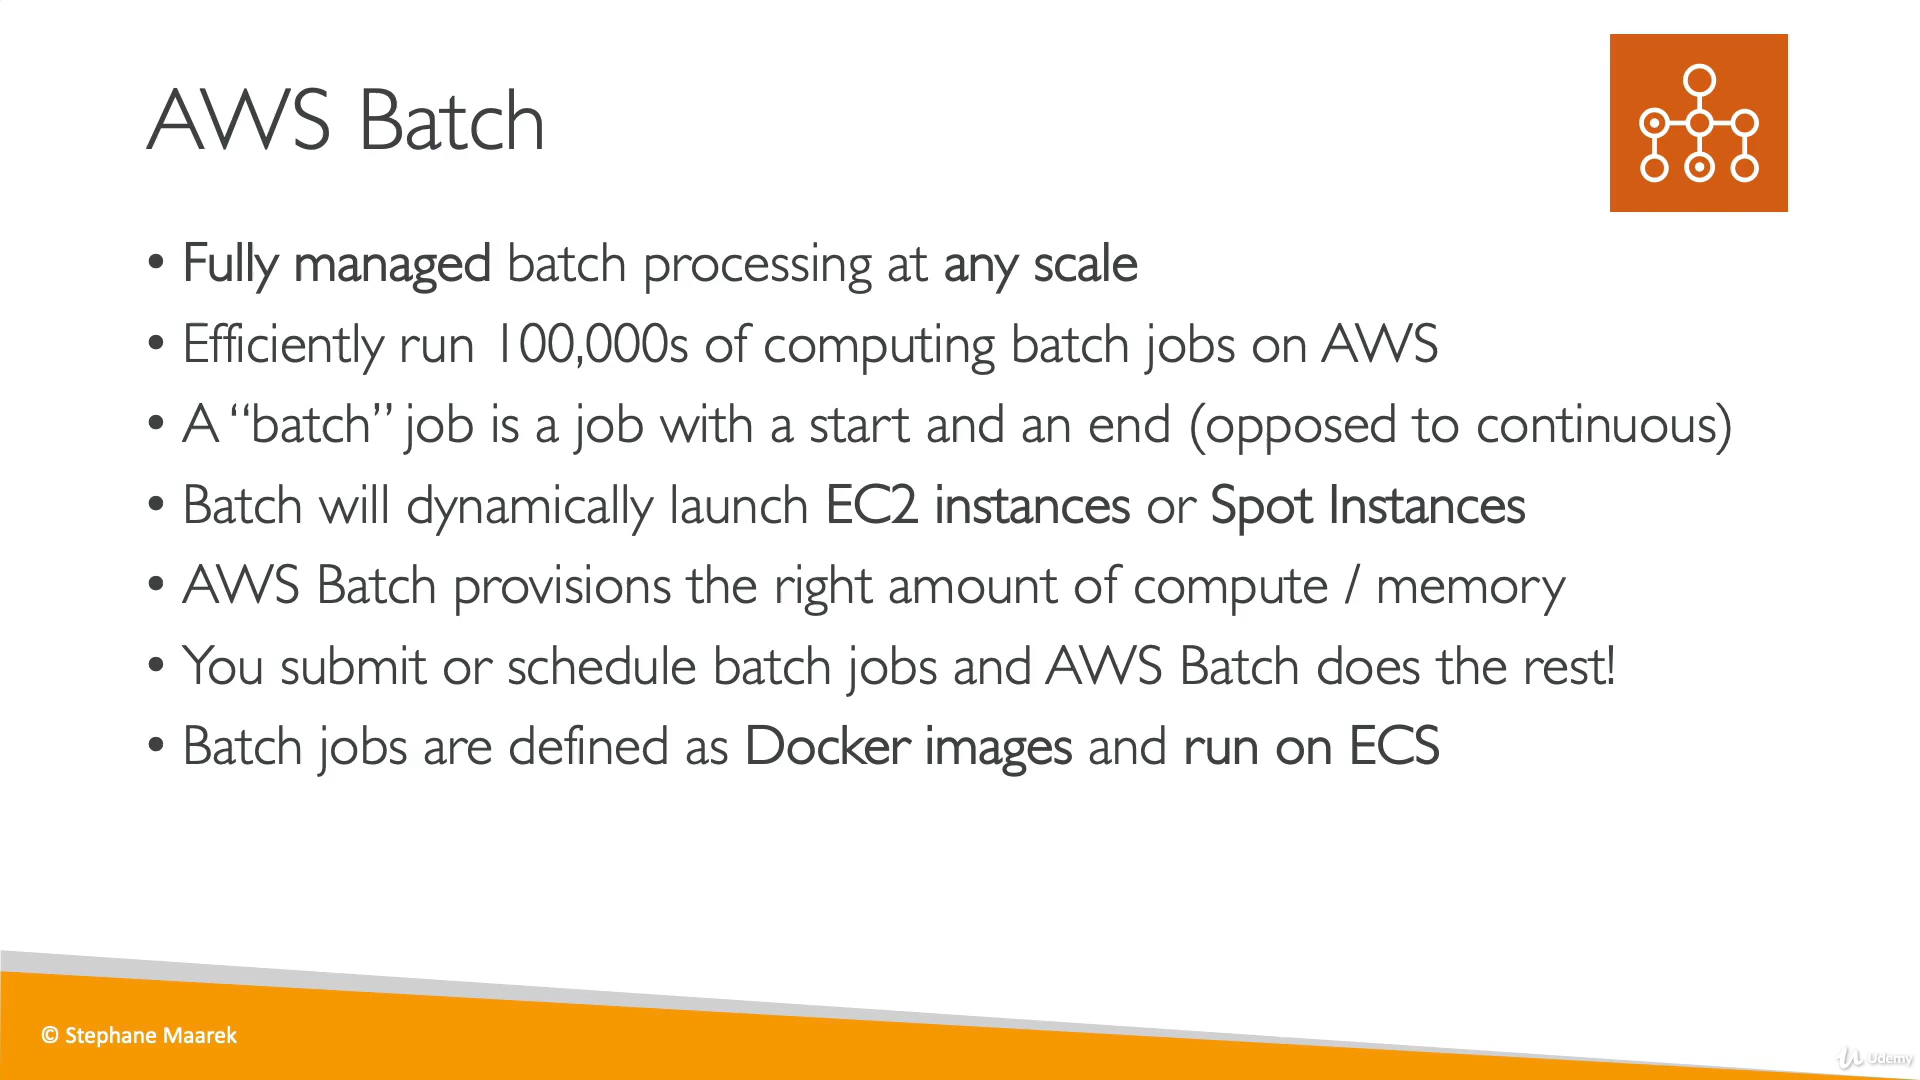 AWS Batch
• Fully managed batch processing at any scale
• Efficiently run 100,000s of computing batch jobs on AWS
• A “batch” job is a job with a start and an end (opposed to continuous)
• Batch will dynamically launch EC2 instances or Spot Instances
• AWS Batch provisions the right amount of compute / memory
• You submit or schedule batch jobs and AWS Batch does the rest!
• Batch jobs are defined as Docker images and run on ECS
© Stephane Maarek
Udemy